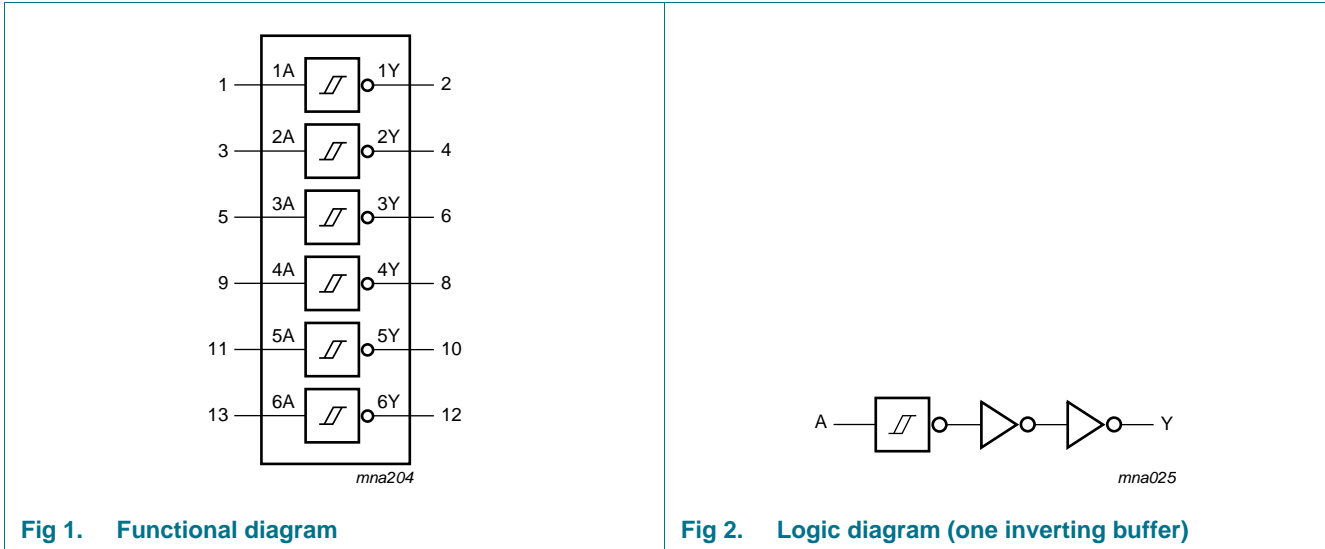 1 1A 1Y 2
3 2A 2Y 4
5 3A 3Y 6
9 4A 4Y 8
11 5A 5Y 10
13 6A 6Y 12
mna204
Fig 1. Functional diagram
A Y
mna025
Fig 2. Logic diagram (one inverting buffer)